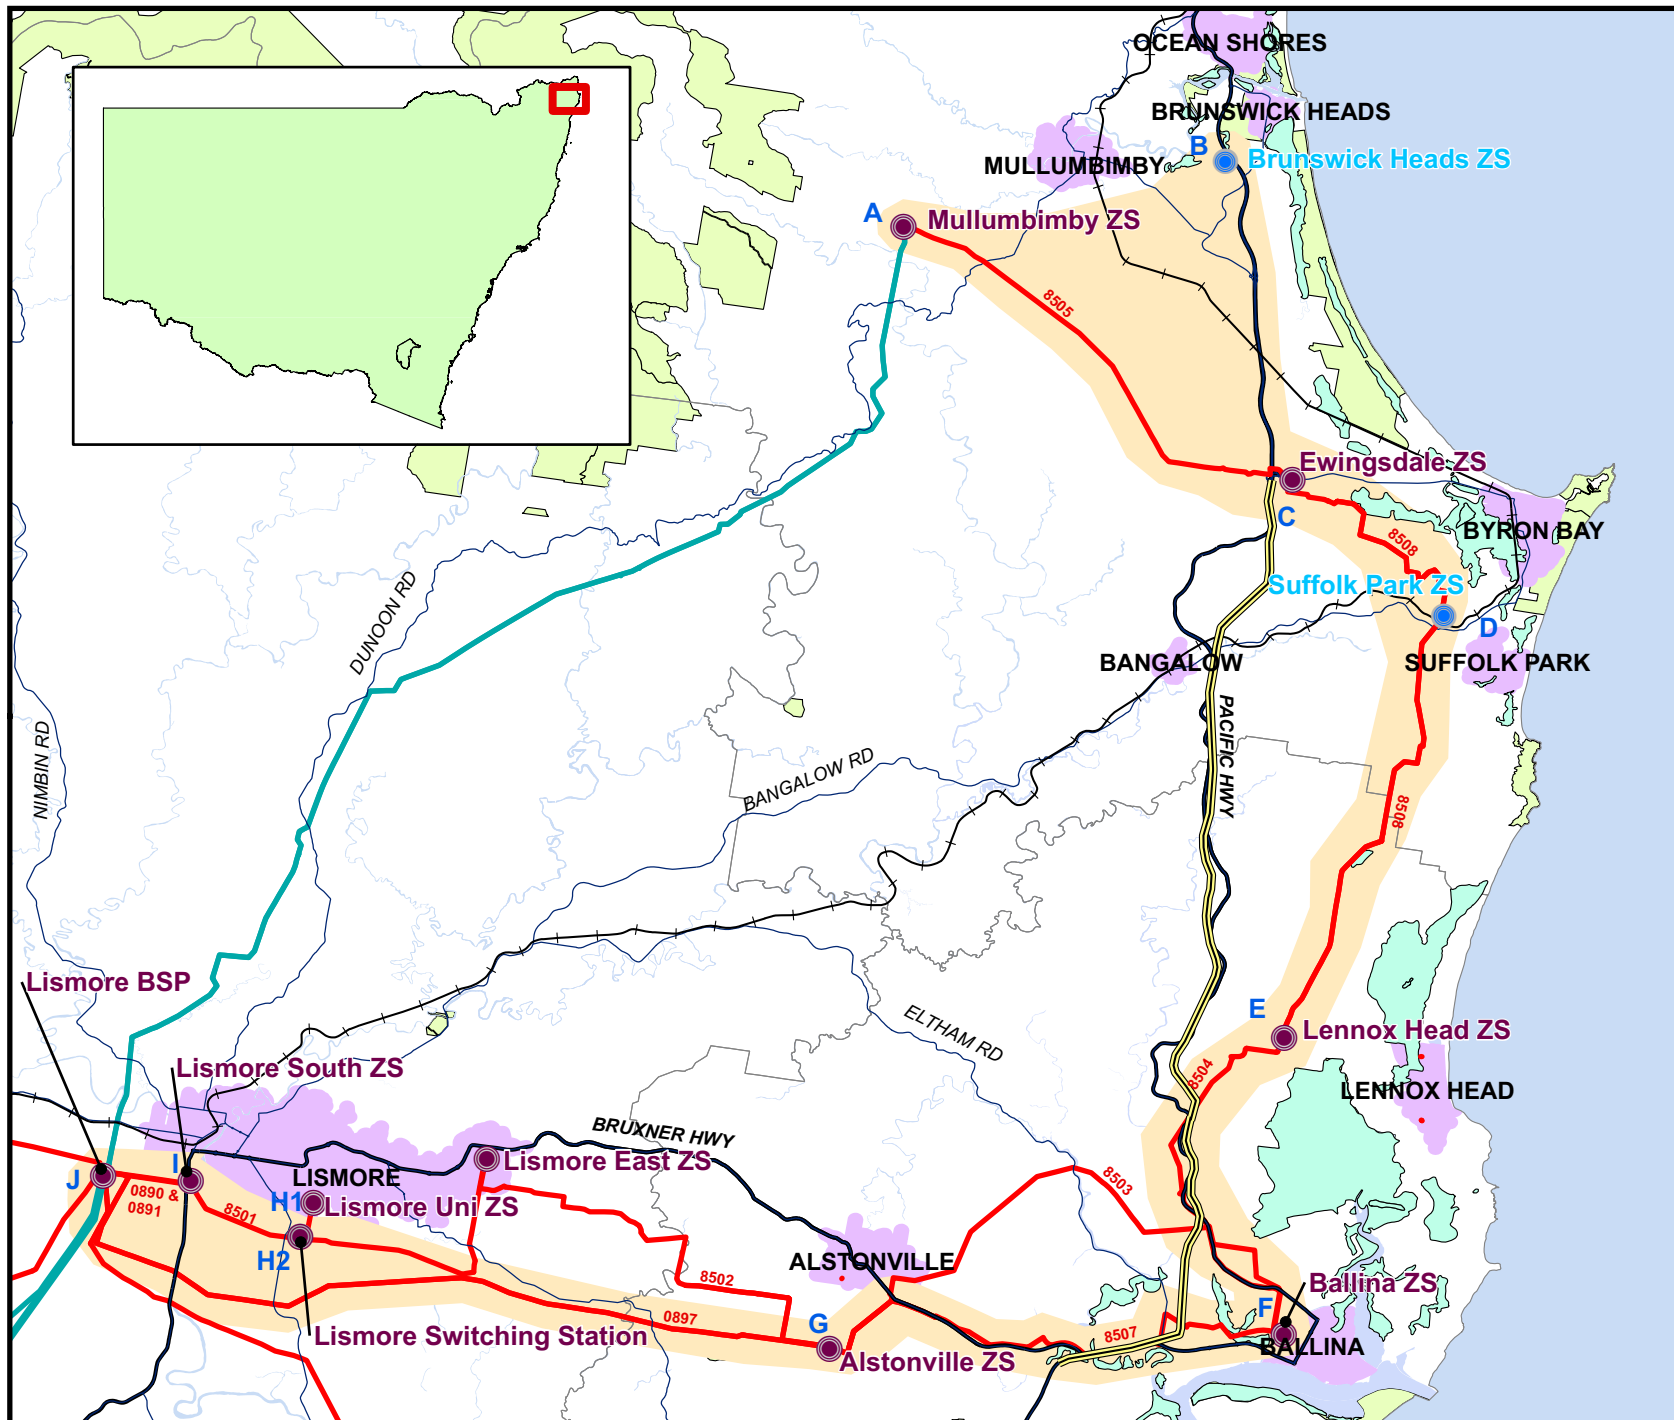 OCEAN SHORES
BRUNSWICK HEADS
B
Brunswick Heads ZS
MULLUMBIMBY
A
Mullumbimby ZS
8505
Ewingsdale ZS
C
BYRON BAY
8508
Suffolk Park ZS
D
DUNOON RD
BANGALOW
SUFFOLK PARK
PACIFIC HWY
NIMBIN RD
BANGALOW RD
8508
Lismore BSP
E
ELTHAM RD
Lennox Head ZS
Lismore South ZS
8504
LENNOX HEAD
BRUXNER HWY
I
J
Lismore East ZS
LISMORE
8503
0890 &
0891
H1
Lismore Uni ZS
8501
H2
ALSTONVILLE
8502
Ballina ZS
F
0897
G
Lismore Switching Station
8507
BALLINA
Alstonville ZS